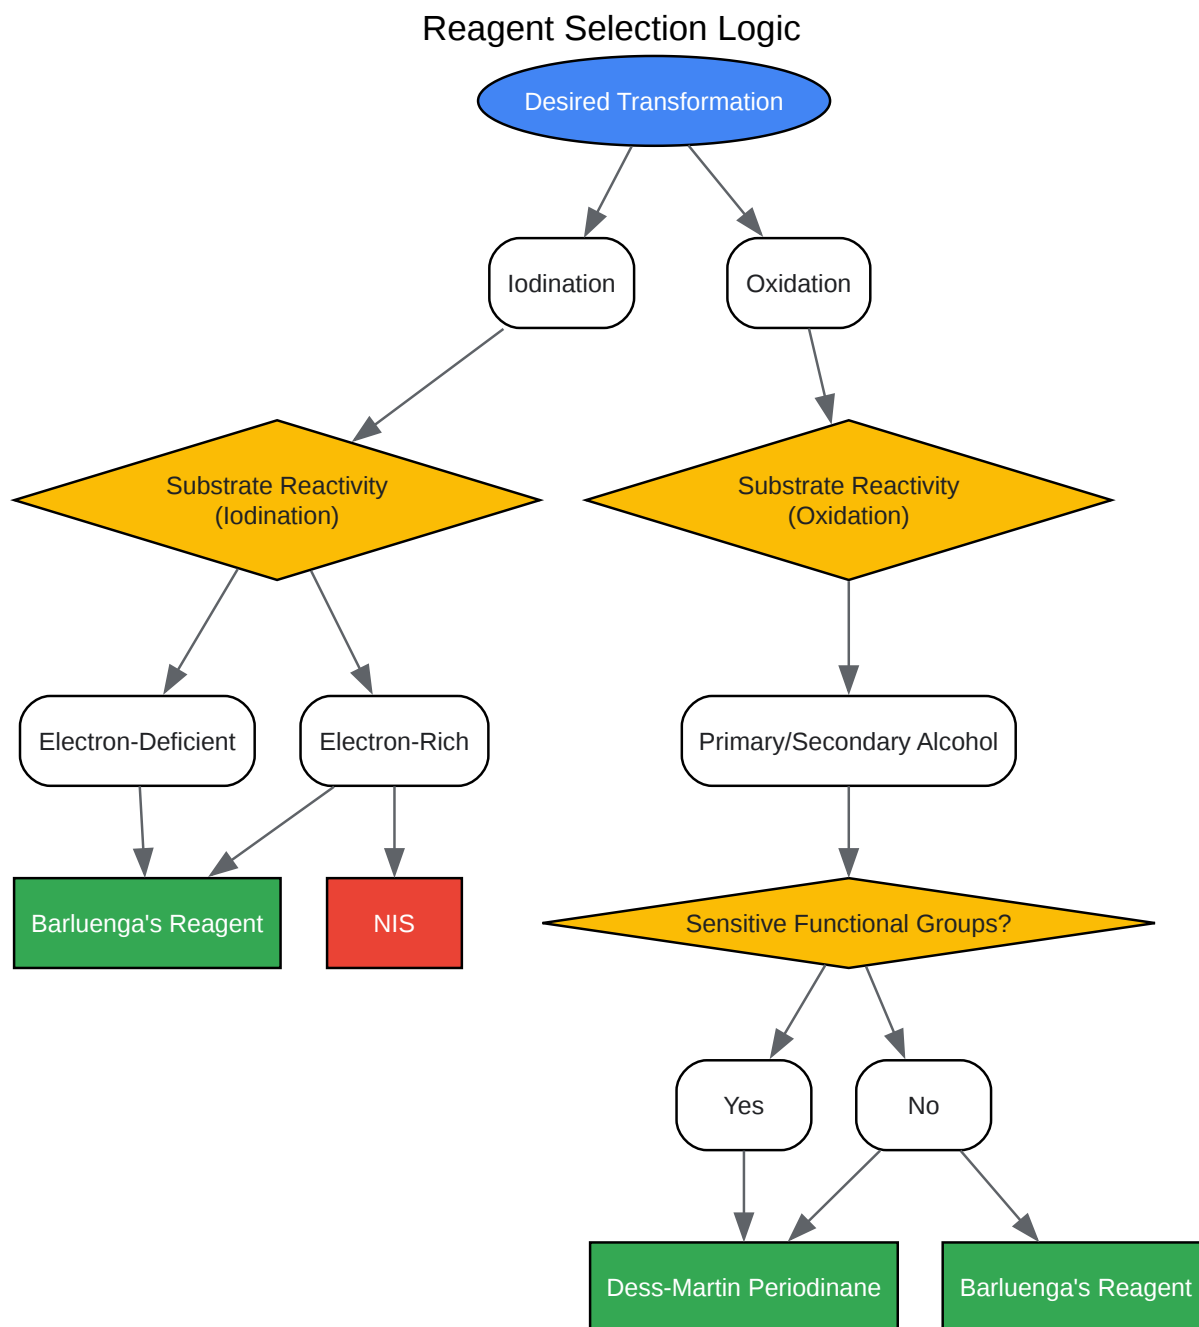 Reagent Selection Logic
Desired Transformation
Iodination
Oxidation
Substrate Reactivity
(Iodination)
Substrate Reactivity
(Oxidation)
Electron-Deficient
Electron-Rich
Primary/Secondary Alcohol
Barluenga's Reagent
NIS
Sensitive Functional Groups?
Yes
No
Dess-Martin Periodinane
Barluenga's Reagent